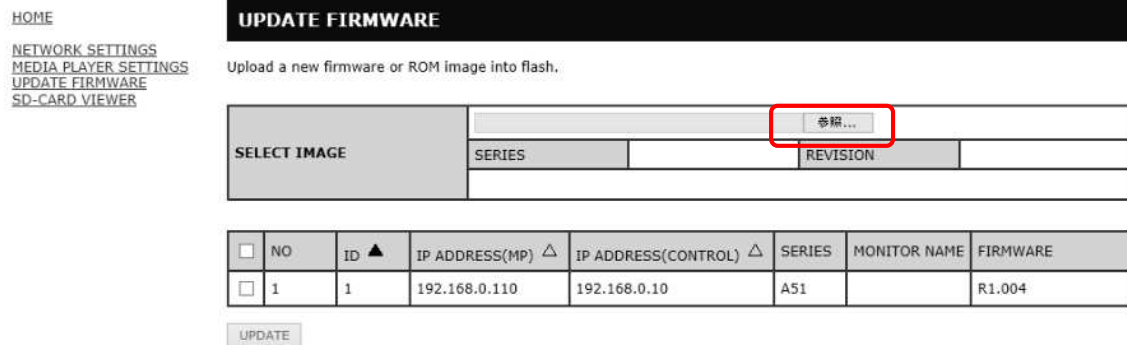 HOME
NETWORK SETTINGS
MEDIA PLAYER SETTINGS
UPDATE FIRMWARE
SD-CARD VIEWER
UPDATE FIRMWARE
Upload a new firmware or ROM image into flash.
SELECT IMAGE
参照...
SERIES REVISION
NO ID ▲ IP ADDRESS(MP) △ IP ADDRESS(CONTROL) △ SERIES MONITOR NAME FIRMWARE
1 1 192.168.0.110 192.168.0.10 A51 R1.004
UPDATE